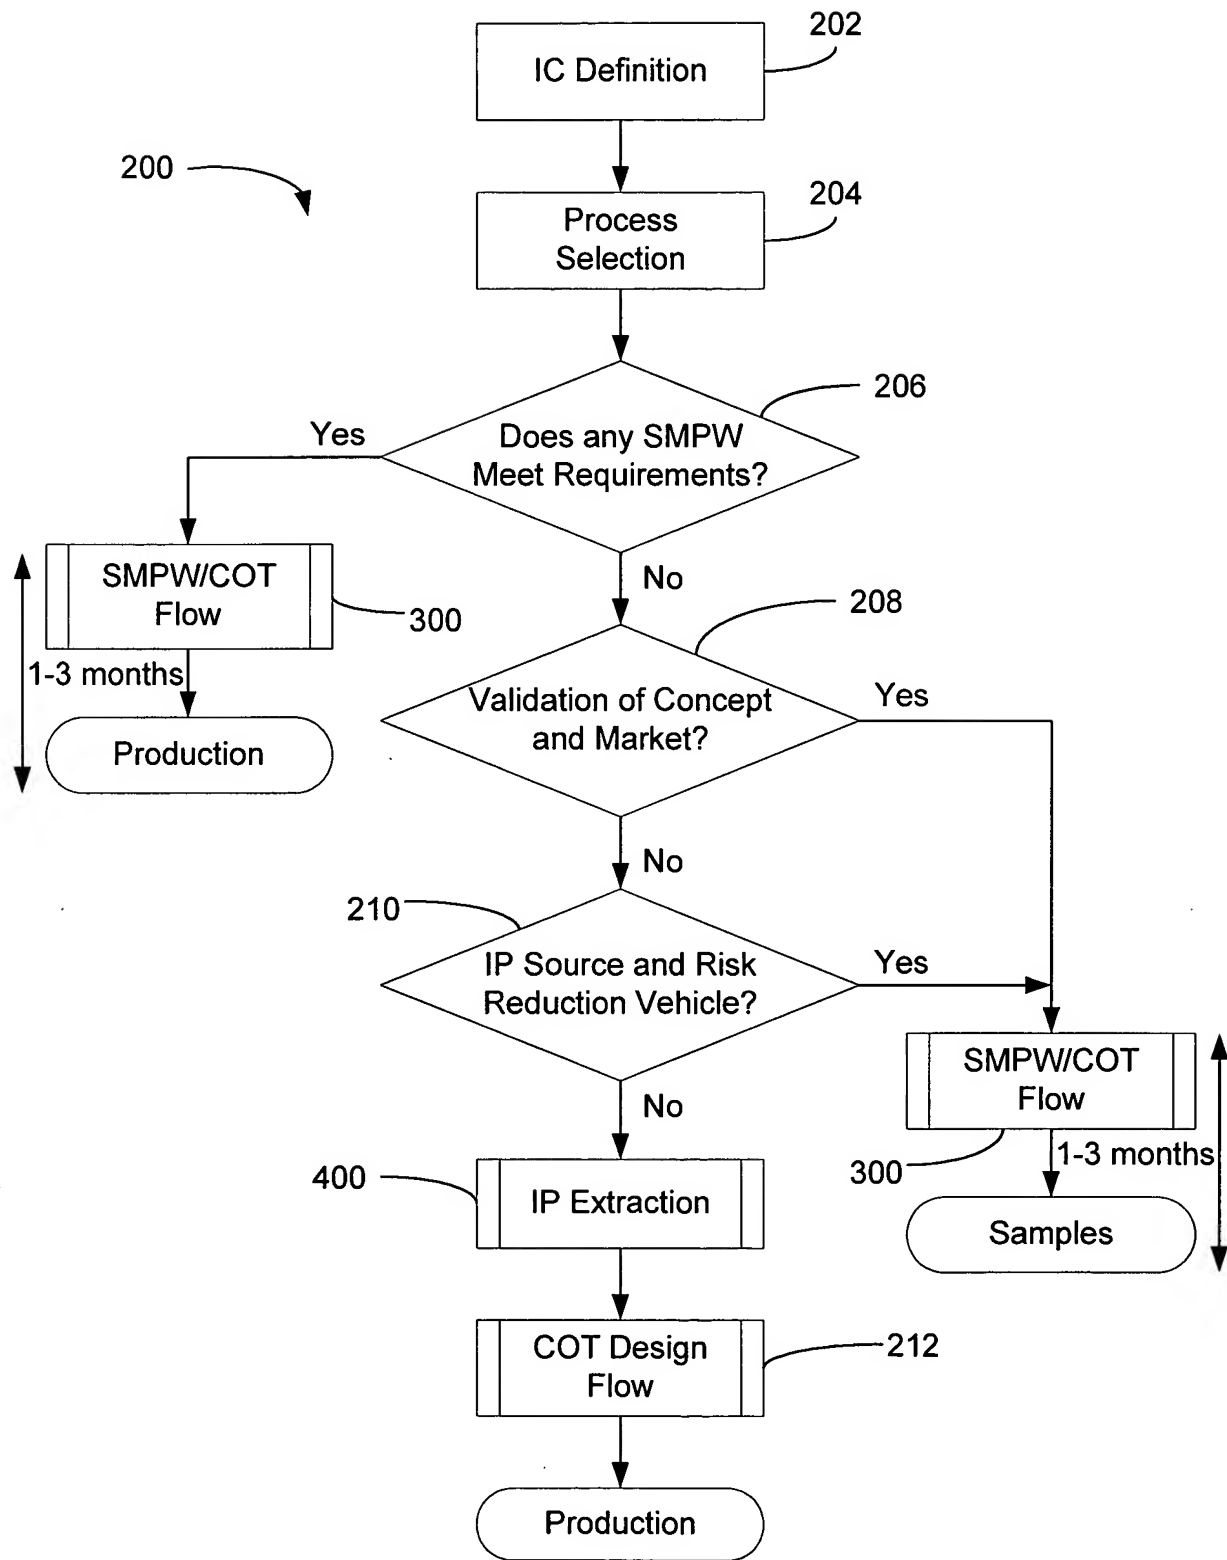 202
IC Definition
200
204
Process
Selection
206
Does any SMPW
Meet Requirements?
Yes
No
SMPW/COT
Flow
300
1-3 months
Production
208
Validation of Concept
and Market?
Yes
No
210
IP Source and Risk
Reduction Vehicle?
Yes
No
SMPW/COT
Flow
300
1-3 months
Samples
400
IP Extraction
COT Design
Flow
212
Production